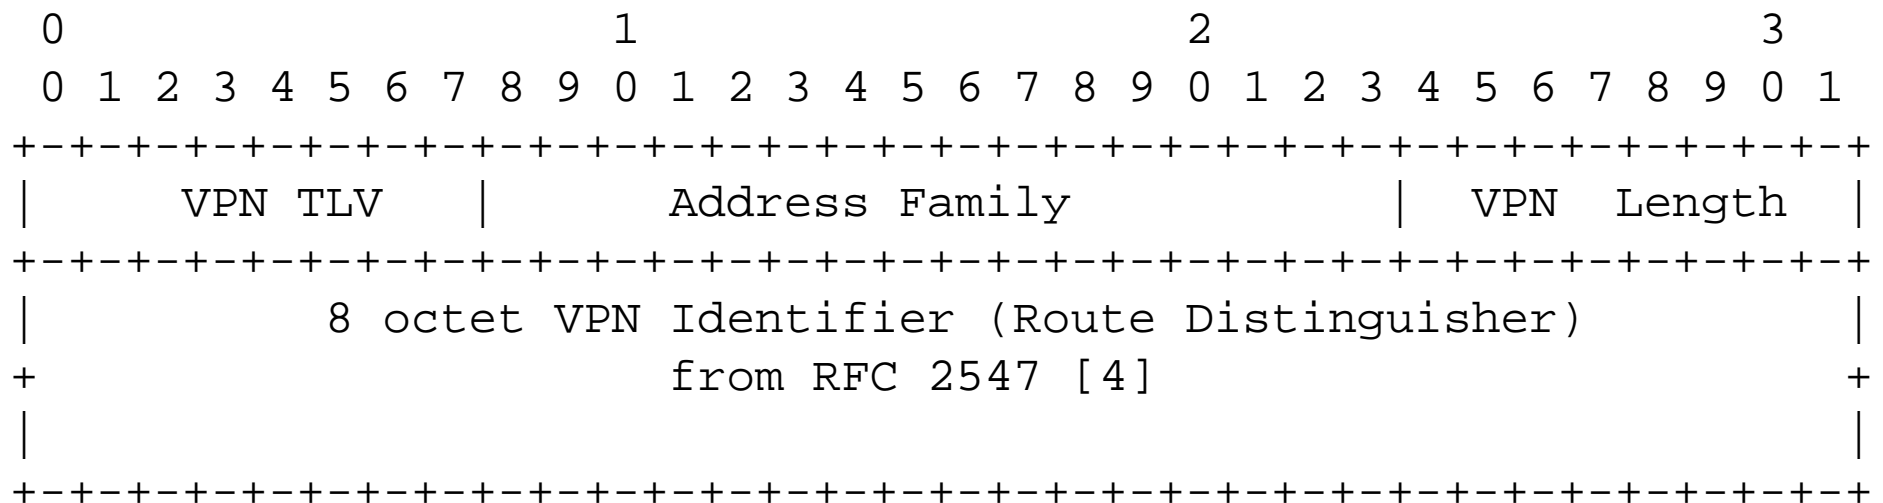 0                   1                   2                   3
 0 1 2 3 4 5 6 7 8 9 0 1 2 3 4 5 6 7 8 9 0 1 2 3 4 5 6 7 8 9 0 1
+-+-+-+-+-+-+-+-+-+-+-+-+-+-+-+-+-+-+-+-+-+-+-+-+-+-+-+-+-+-+-+-+
|     VPN TLV   |      Address Family           |  VPN  Length  |
+-+-+-+-+-+-+-+-+-+-+-+-+-+-+-+-+-+-+-+-+-+-+-+-+-+-+-+-+-+-+-+-+
|          8 octet VPN Identifier (Route Distinguisher)         |
+                      from RFC 2547 [4]                        +
|                                                               |
+-+-+-+-+-+-+-+-+-+-+-+-+-+-+-+-+-+-+-+-+-+-+-+-+-+-+-+-+-+-+-+-+